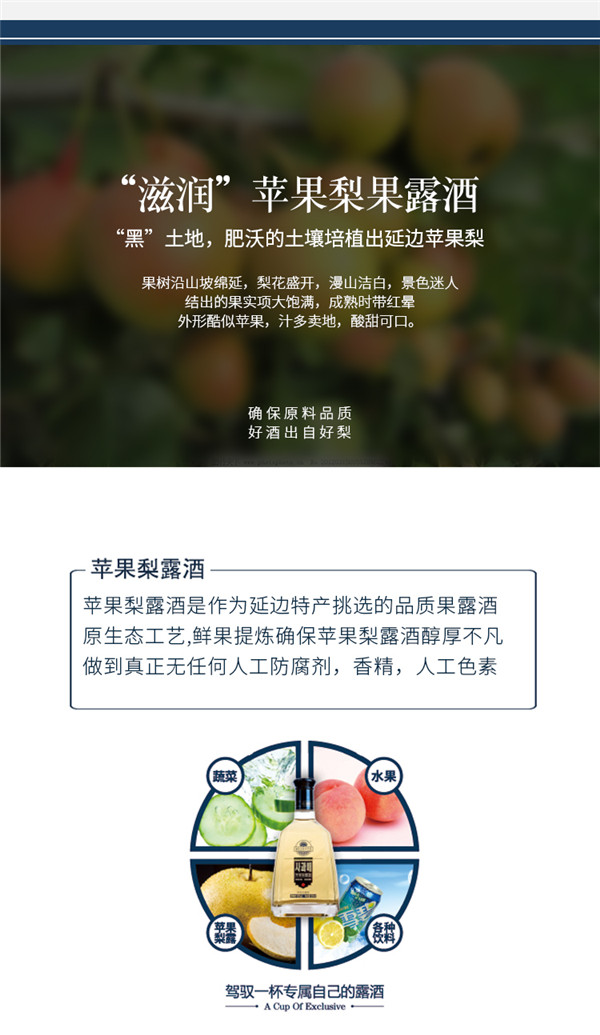 “滋润”苹果梨果露酒
“黑”土地，肥沃的土壤培植出延边苹果梨
果树沿山坡绵延，梨花盛开，漫山洁白，景色迷人
结出的果实项大饱满，成熟时带红晕
外形酷似苹果，汁多卖地，酸甜可口。
确保原料品质
好酒出自好梨
苹果梨露酒
苹果梨露酒是作为延边特产挑选的品质果露酒
原生态工艺,鲜果提炼确保苹果梨露酒醇厚不凡
做到真正无任何人工防腐剂，香精，人工色素
蔬菜
水果
사과배
苹果
梨露
各种
饮料
驾驭一杯专属自己的露酒
A Cup Of Exclusive